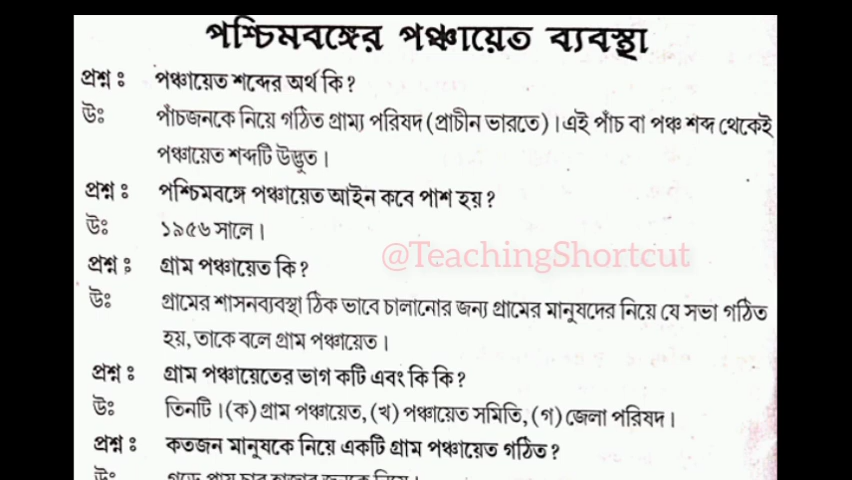 পশ্চিমবঙ্গের পঞ্চায়েত ব্যবস্থা
প্রশ্ন ঃ পঞ্চায়েত শব্দের অর্থ কি?
উঃ পাঁচজনকে নিয়ে গঠিত গ্রাম্য পরিষদ (প্রাচীন ভারতে)। এই পাঁচ বা পঞ্চ শব্দ থেকেই
পঞ্চায়েত শব্দটি উদ্ভুত।
প্রশ্ন ঃ পশ্চিমবঙ্গে পঞ্চায়েত আইন কবে পাশ হয়?
উঃ ১৯৫৬ সালে।
@TeachingShortcut
প্রশ্ন ঃ গ্রাম পঞ্চায়েত কি?
উঃ গ্রামের শাসনব্যবস্থা ঠিক ভাবে চালানোর জন্য গ্রামের মানুষদের নিয়ে যে সভা গঠিত
হয়, তাকে বলে গ্রাম পঞ্চায়েত।
প্রশ্ন ঃ গ্রাম পঞ্চায়েতের ভাগ কটি এবং কি কি?
উঃ তিনটি। (ক) গ্রাম পঞ্চায়েত, (খ) পঞ্চায়েত সমিতি, (গ) জেলা পরিষদ।
প্রশ্ন ঃ কতজন মানুষকে নিয়ে একটি গ্রাম পঞ্চায়েত গঠিত?
উঃ গড়ে প্রায় চার হাজার জনকে নিয়ে।